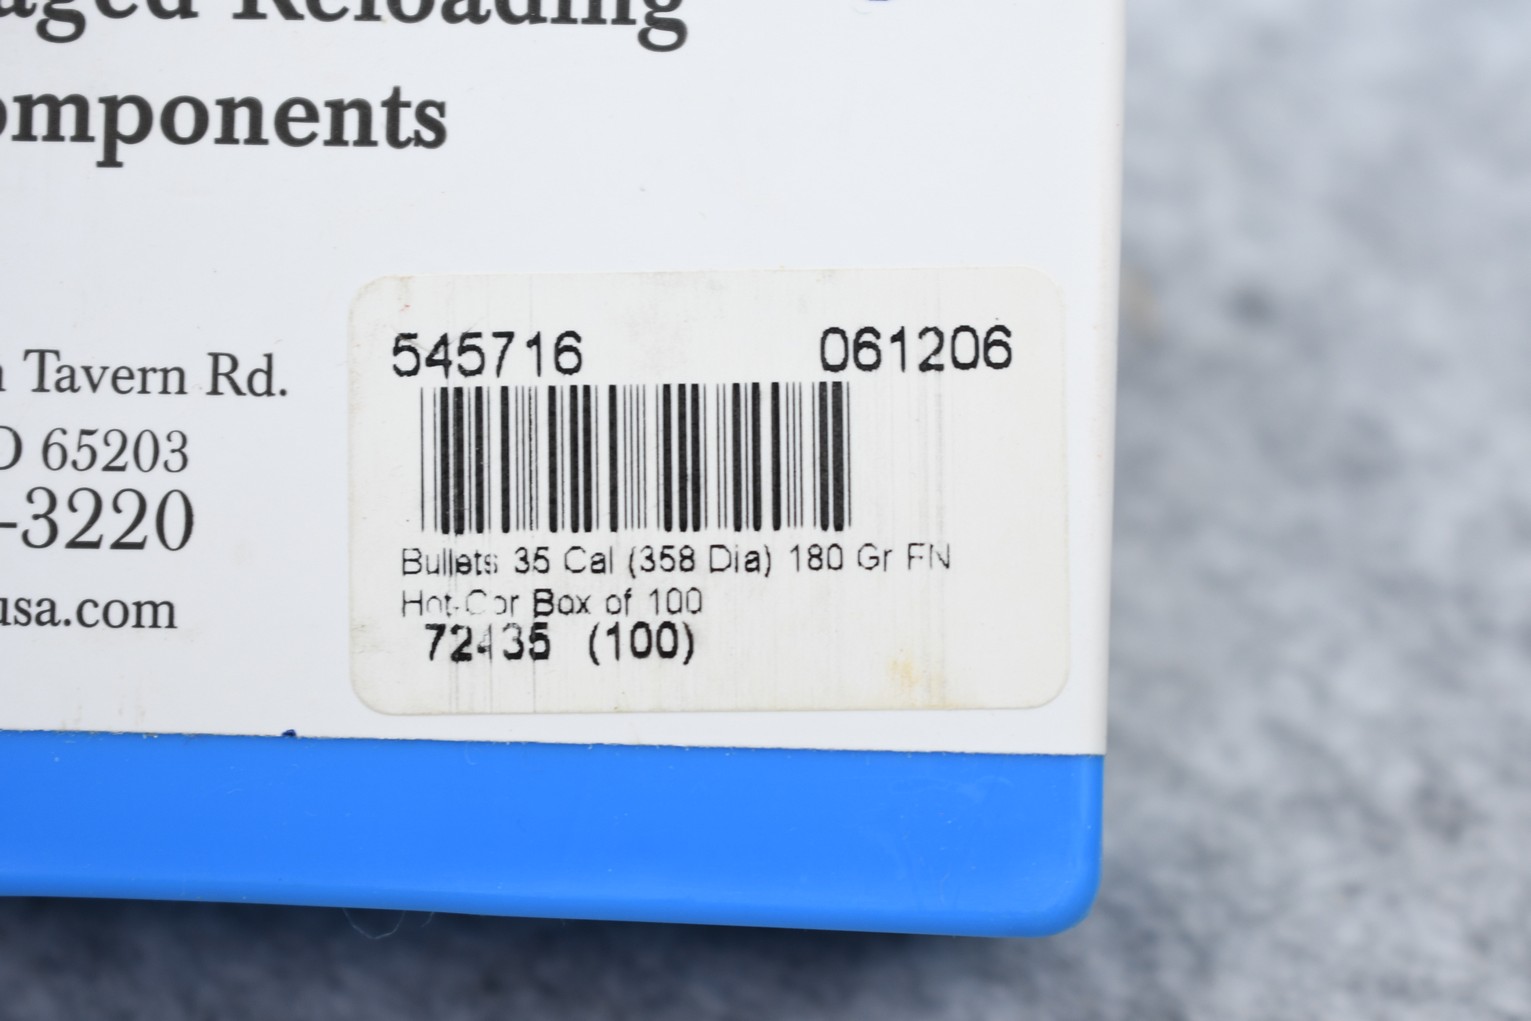 aged Reloading
omponents
Tavern Rd.
O 65203
-3220
usa.com
545716 061206
Bullets 35 Cal (358 Dia) 180 Gr FN
Hot-Cor Box of 100
72435 (100)